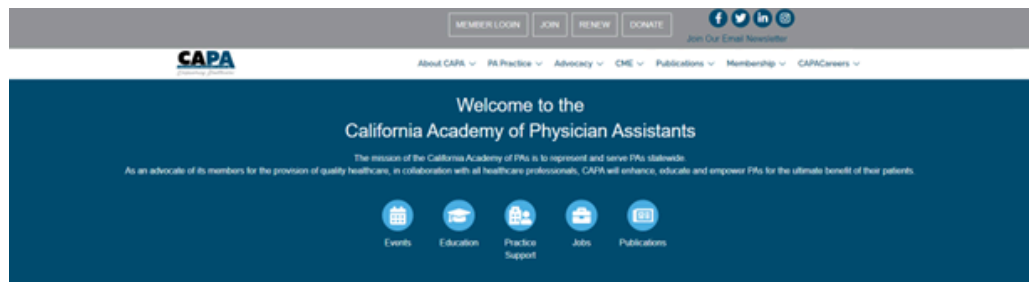 MEMBER LOGIN JOIN RENEW DONATE
Join Our Email Newsletter
CAPA
About CAPA PA Practice Advocacy CME Publications Membership CAPACareers
Welcome to the
California Academy of Physician Assistants
The mission of the California Academy of PAs is to represent and serve PAs statewide.
As an advocate of its members for the provision of quality healthcare, in collaboration with all healthcare professionals, CAPA will enhance, educate and empower PAs for the ultimate benefit of their patients.
Events Education Practice Jobs Publications
Support